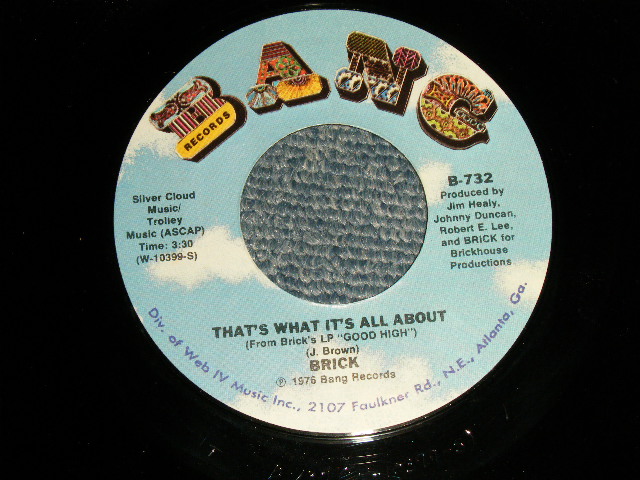 BANG
RECORDS
B-732
Produced by
Jim Healy,
Johnny Duncan,
Robert E. Lee,
and BRICK for
Brickhouse
Productions
Silver Cloud
Music/
Trolley
Music (ASCAP)
Time: 3:30
(W-10399-S)
THAT'S WHAT IT'S ALL ABOUT
(From Brick's LP "GOOD HIGH")
(J. Brown)
BRICK
℗ 1976 Bang Records
Div. of Web IV Music Inc., 2107 Faulkner Rd., N.E., Atlanta, Ga.